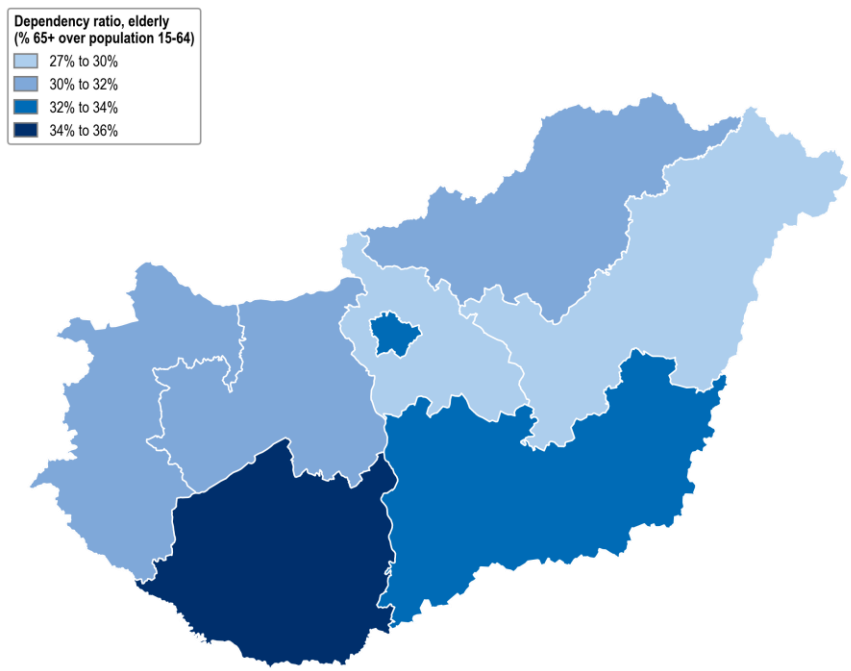 Dependency ratio, elderly
(% 65+ over population 15-64)
27% to 30%
30% to 32%
32% to 34%
34% to 36%